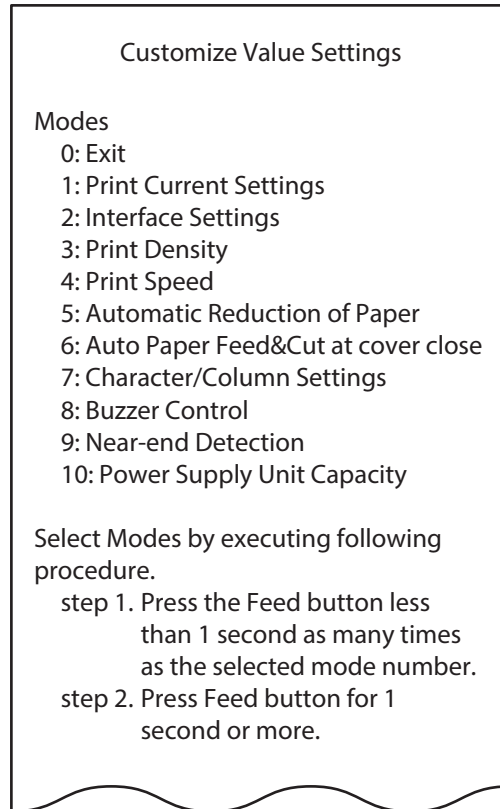 Customize Value Settings
Modes
0: Exit
1: Print Current Settings
2: Interface Settings
3: Print Density
4: Print Speed
5: Automatic Reduction of Paper
6: Auto Paper Feed&Cut at cover close
7: Character/Column Settings
8: Buzzer Control
9: Near-end Detection
10: Power Supply Unit Capacity
Select Modes by executing following
procedure.
step 1. Press the Feed button less
than 1 second as many times
as the selected mode number.
step 2. Press Feed button for 1
second or more.